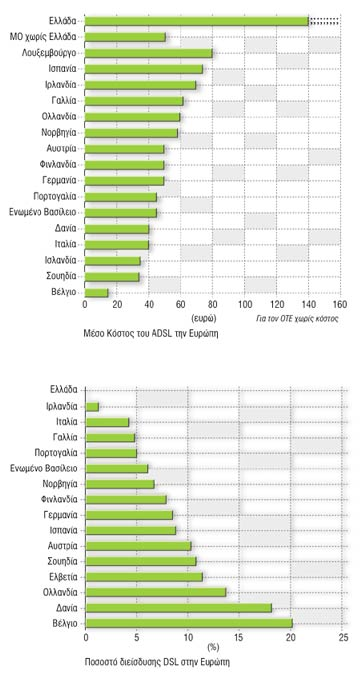 Ελλάδα
ΜΟ χωρίς Ελλάδα
Λουξεμβούργο
Ισπανία
Ιρλανδία
Γαλλία
Ολλανδία
Νορβηγία
Αυστρία
Φινλανδία
Γερμανία
Πορτογαλία
Ενωμένο Βασίλειο
Δανία
Ιταλία
Ισλανδία
Σουηδία
Βέλγιο
0 20 40 60 80 100 120 140 160
(ευρώ) Για τον ΟΤΕ χωρίς κόστος
Μέσο Κόστος του ADSL την Ευρώπη
Ελλάδα
Ιρλανδία
Ιταλία
Γαλλία
Πορτογαλία
Ενωμένο Βασίλειο
Νορβηγία
Φινλανδία
Γερμανία
Ισπανία
Αυστρία
Σουηδία
Ελβετία
Ολλανδία
Δανία
Βέλγιο
0 5 10 15 20 25
(%)
Ποσοστό διείσδυσης DSL στην Ευρώπη